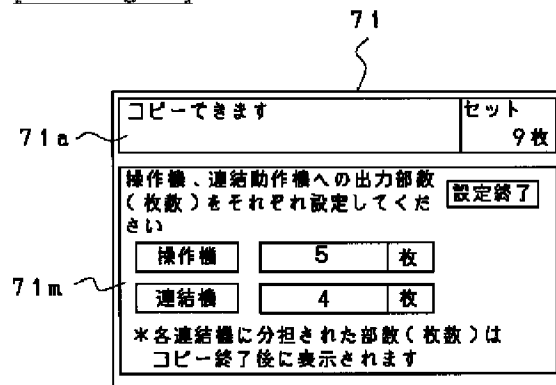 71
71a
コピーできます
セット
9枚
操作機、連結動作機への出力部数
(枚数)をそれぞれ設定してくだ
さい
設定終了
操作機
5
枚
71m
連結機
4
枚
*各連結機に分担された部数(枚数)は
コピー終了後に表示されます